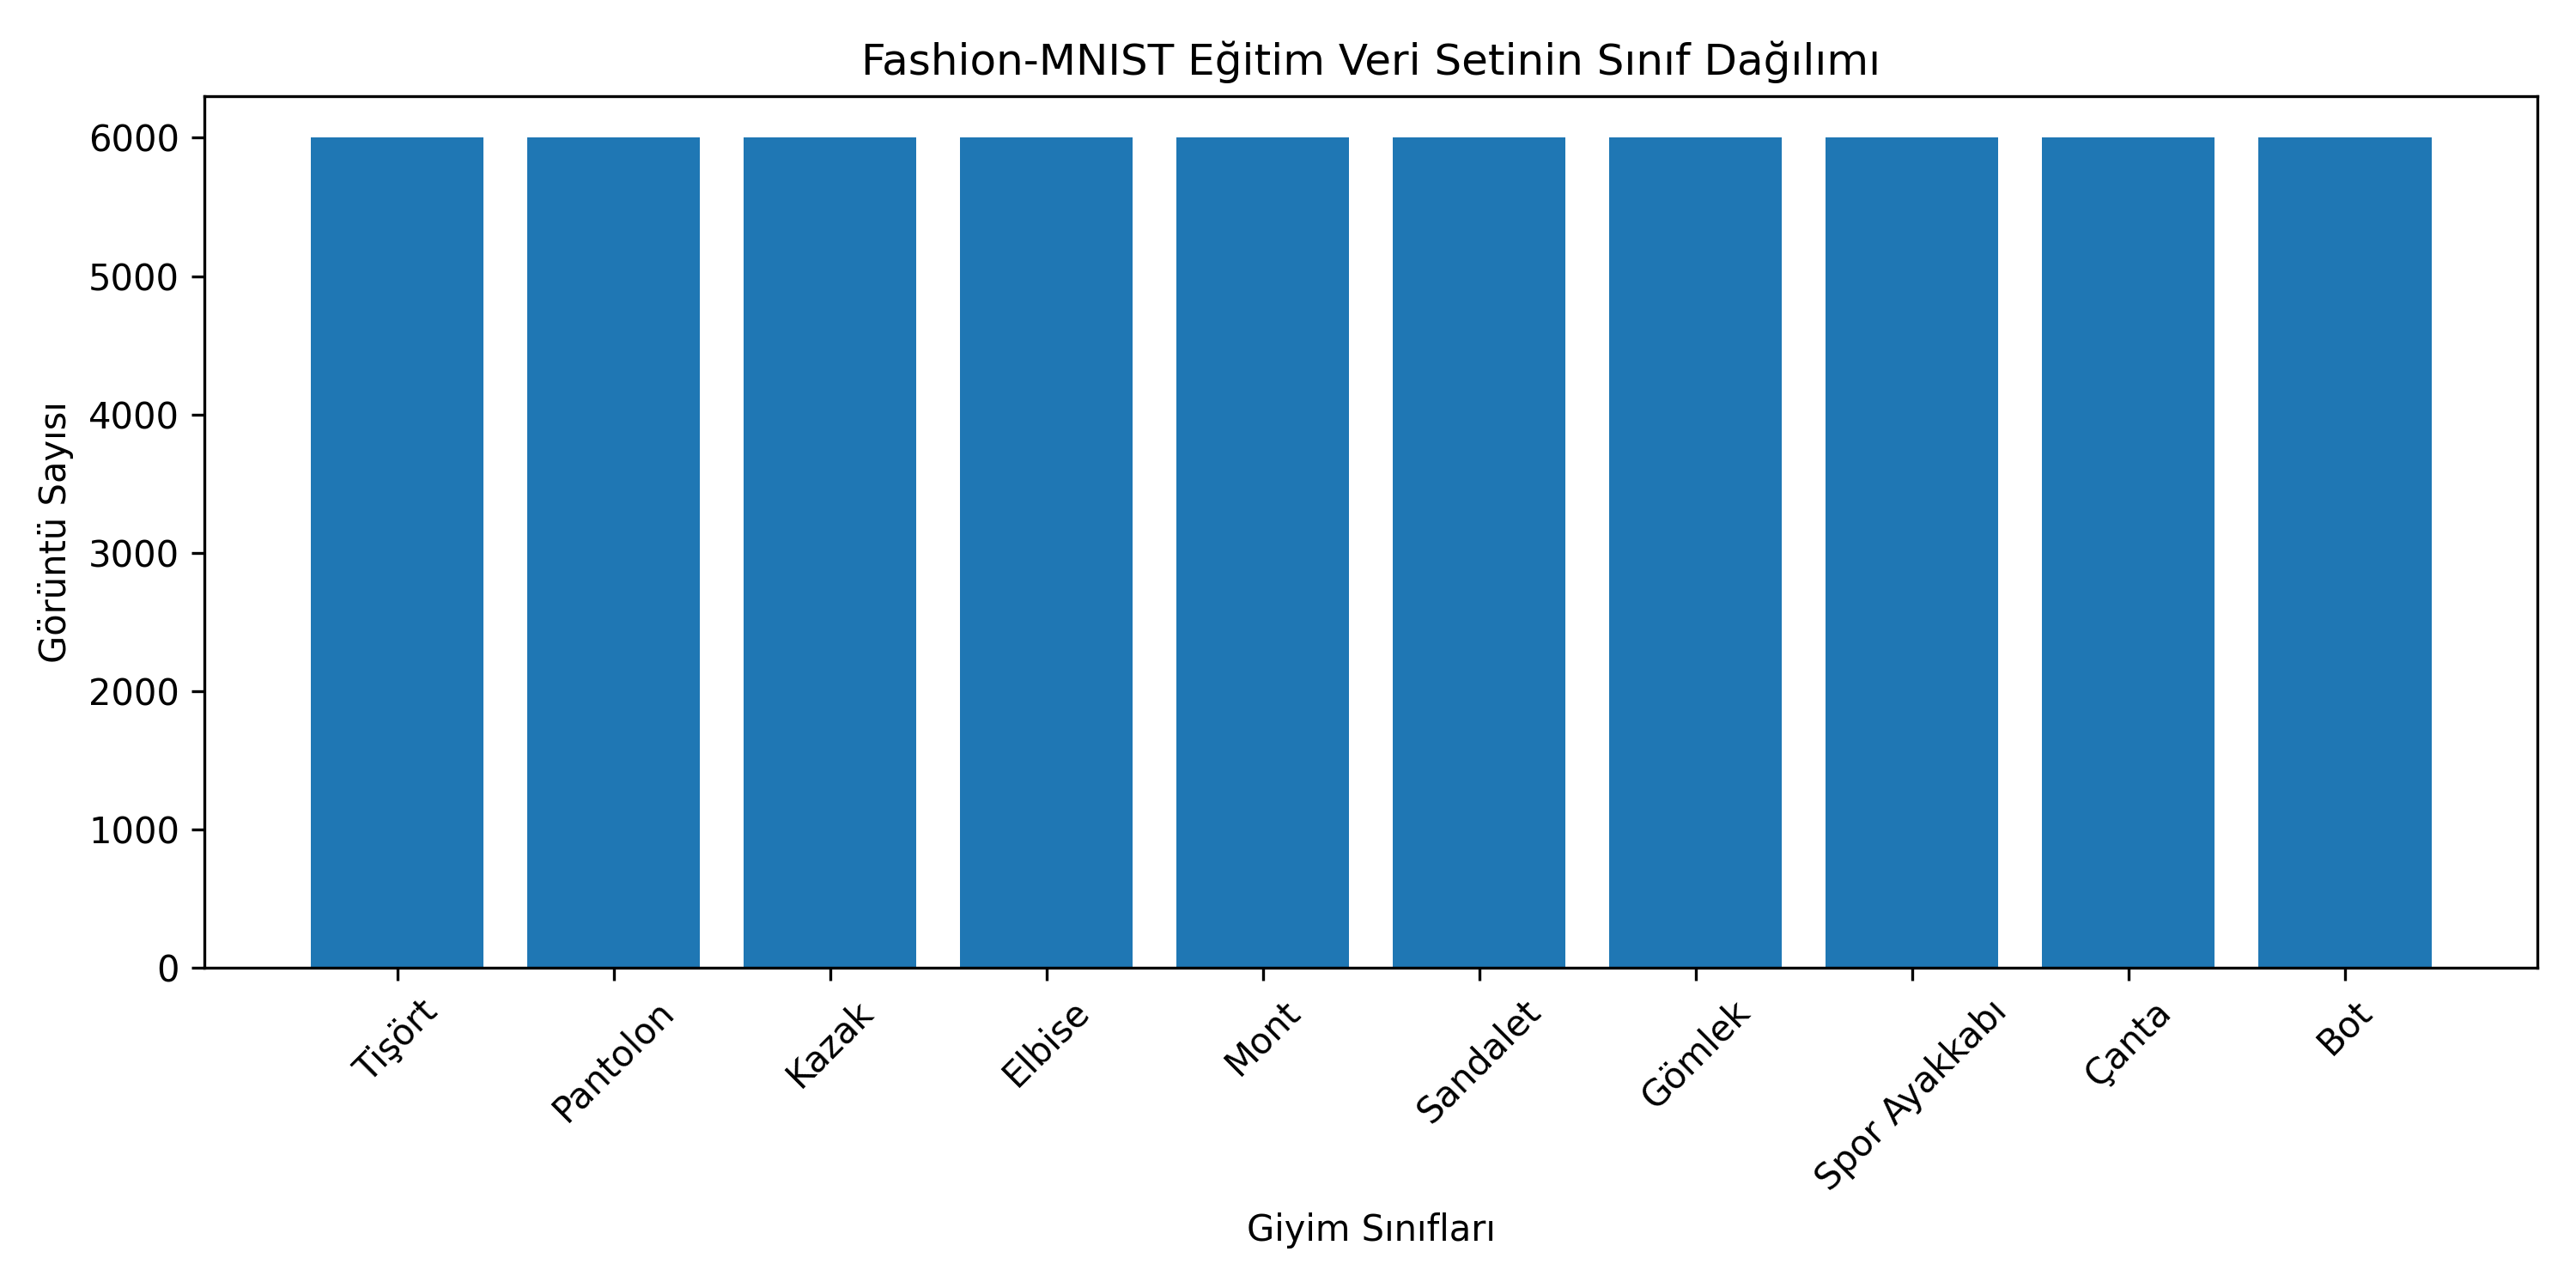 Fashion-MNIST Eğitim Veri Setinin Sınıf Dağılımı
Görüntü Sayısı
6000
5000
4000
3000
2000
1000
0
Tişört
Pantolon
Kazak
Elbise
Mont
Sandalet
Gömlek
Spor Ayakkabı
Çanta
Bot
Giyim Sınıfları